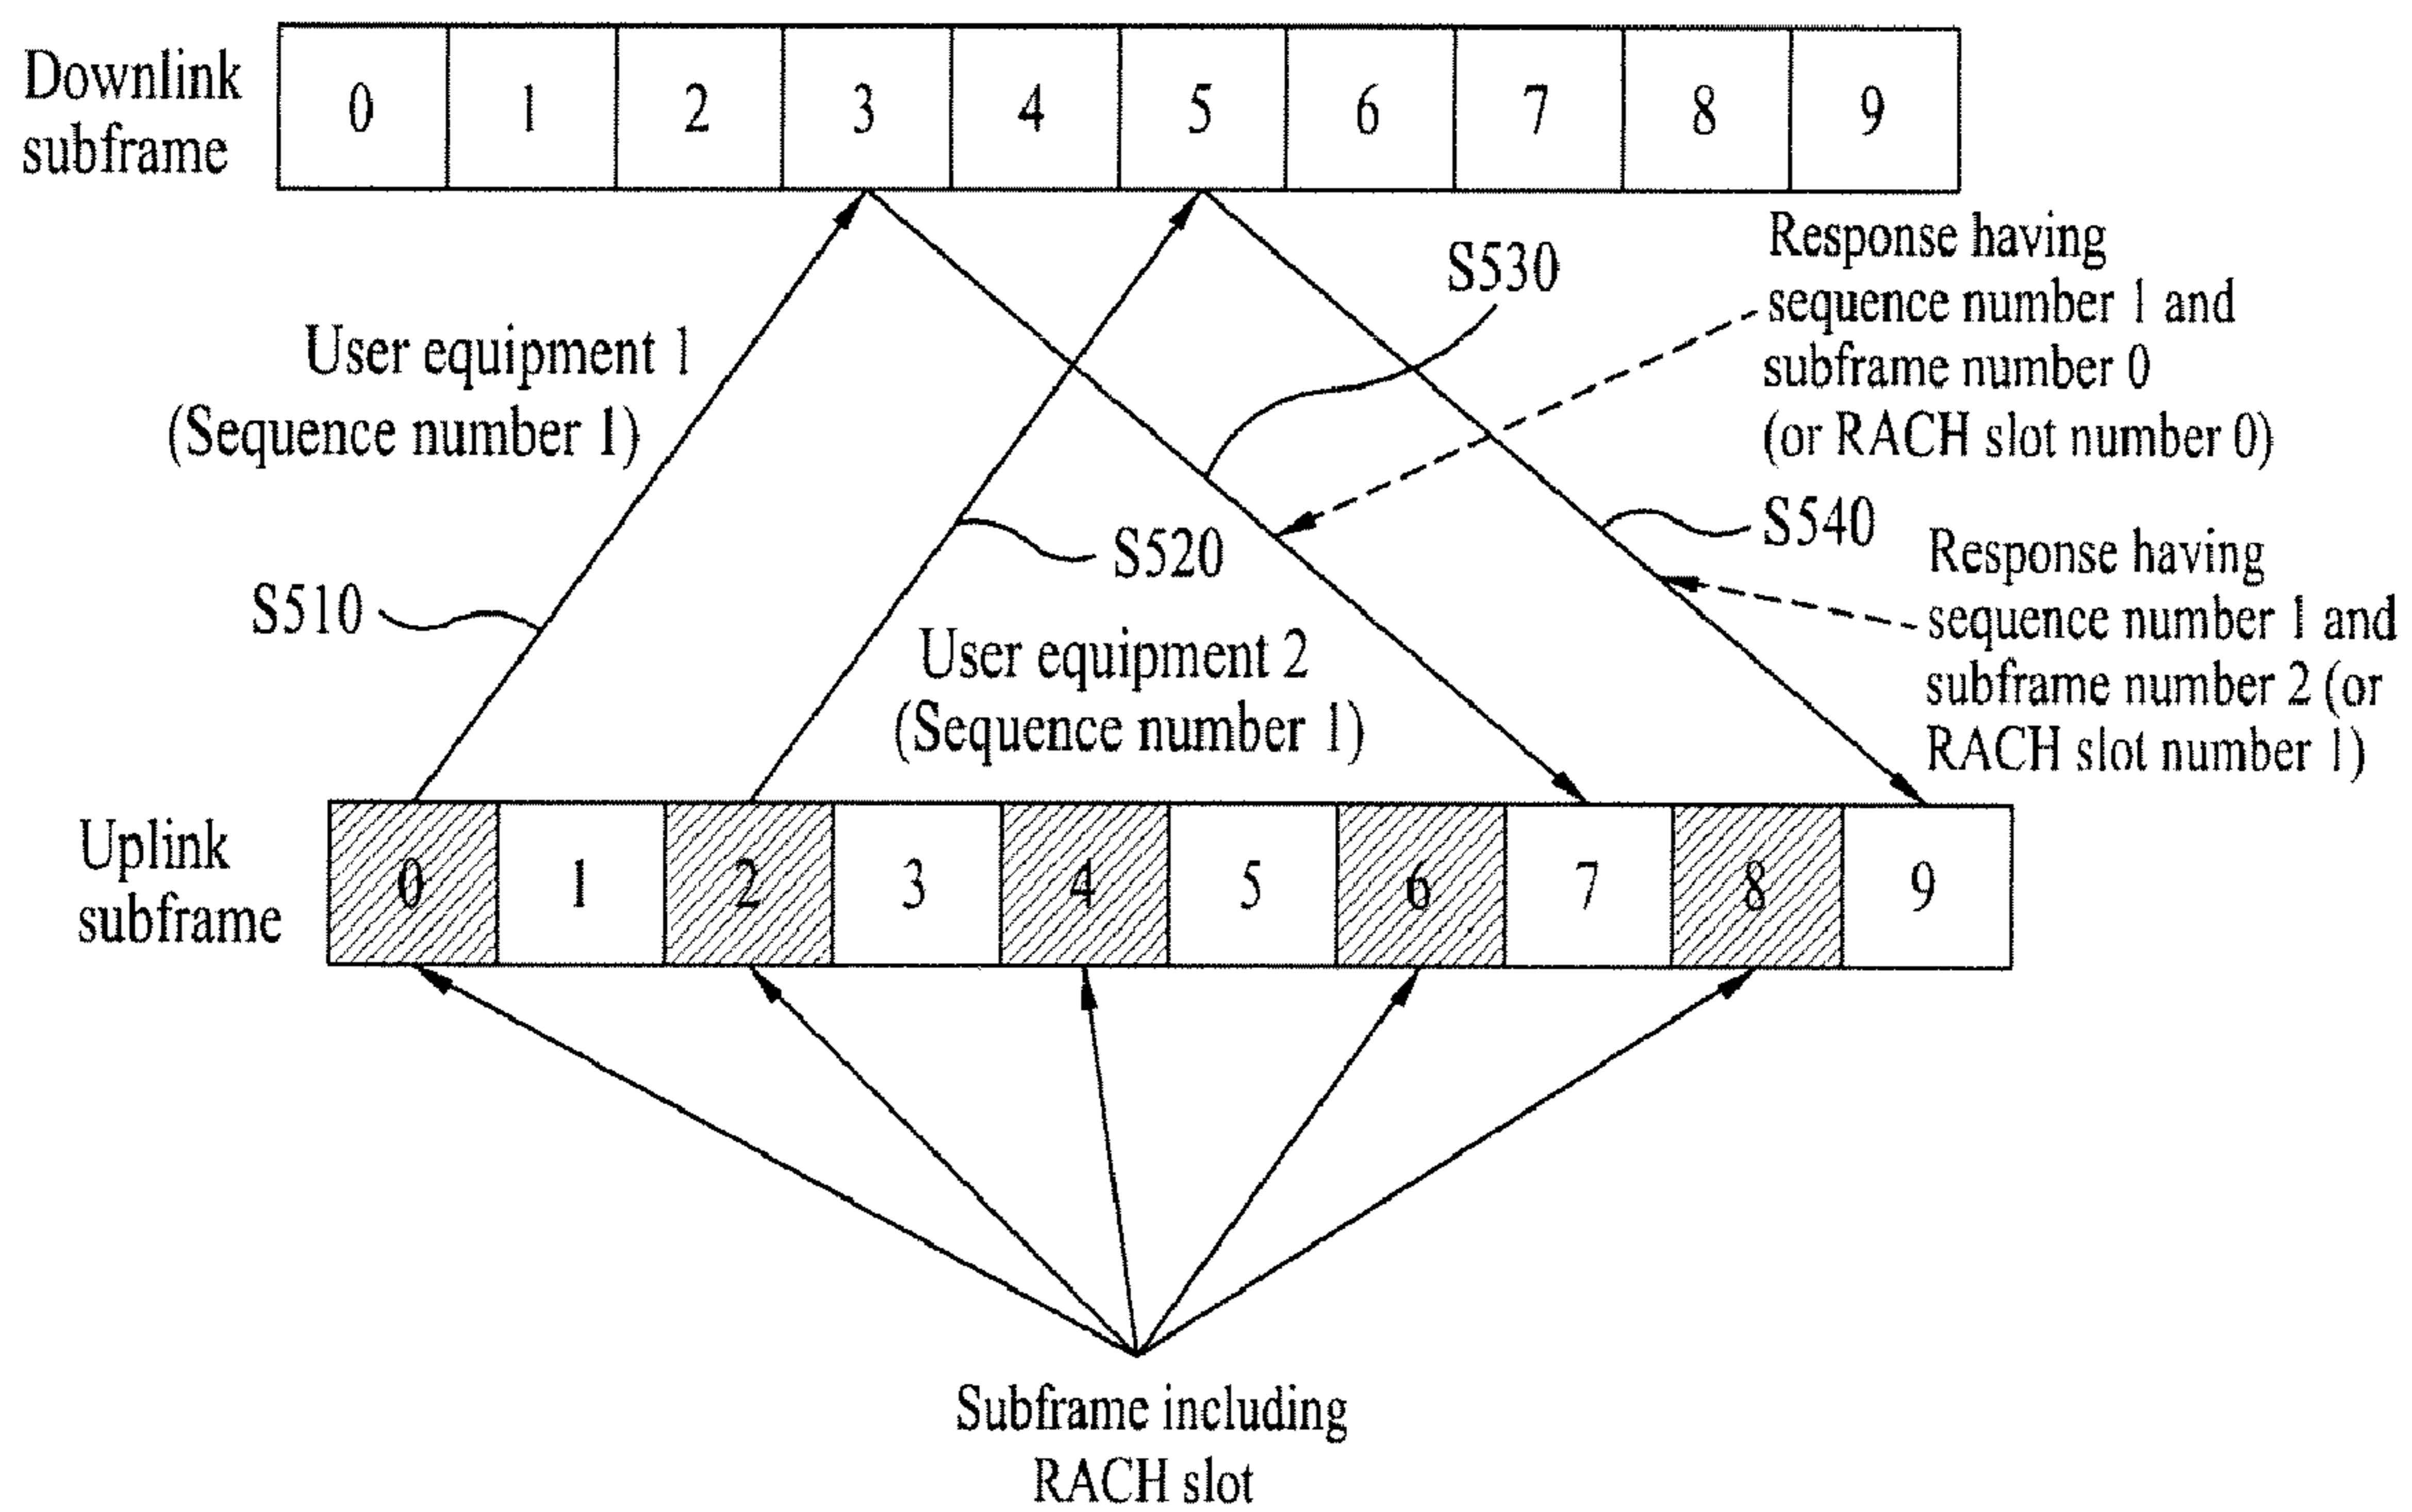 Downlink
subframe
0 1 2 3 4 5 6 7 8 9
Response having
sequence number 1 and
subframe number 0
(or RACH slot number 0)
S530
User equipment 1
(Sequence number 1)
S510
S520
S540
Response having
sequence number 1 and
subframe number 2 (or
RACH slot number 1)
User equipment 2
(Sequence number 1)
Uplink
subframe
0 1 2 3 4 5 6 7 8 9
Subframe including
RACH slot